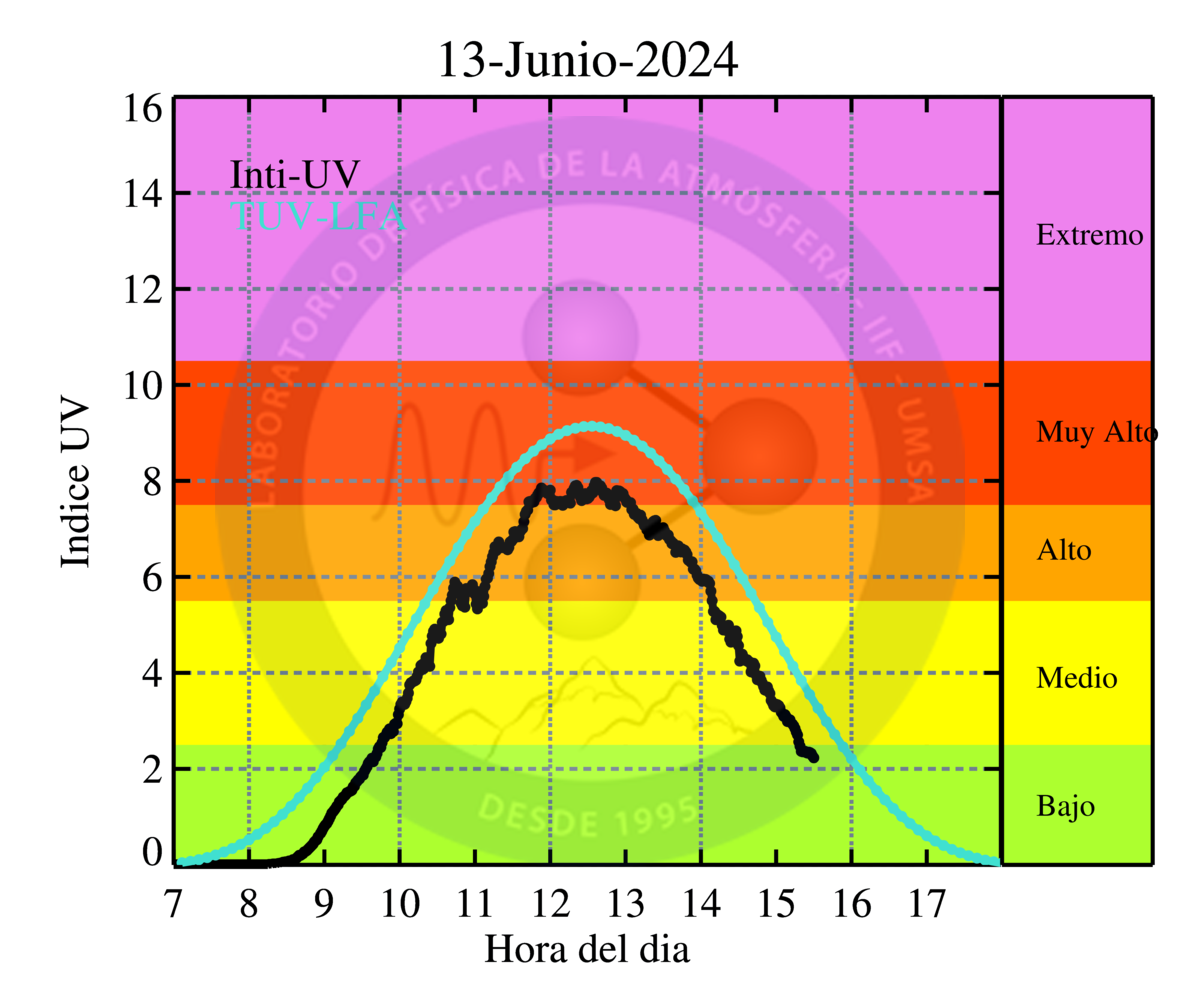 13-Junio-2024
Inti-UV
TUV-LFA
LABORATORIO DE FÍSICA DE LA ATMÓSFERA - IIF - UMSA
DESDE 1995
Indice UV
16
14
12
10
8
6
4
2
0
Extremo
Muy Alto
Alto
Medio
Bajo
7 8 9 10 11 12 13 14 15 16 17
Hora del dia